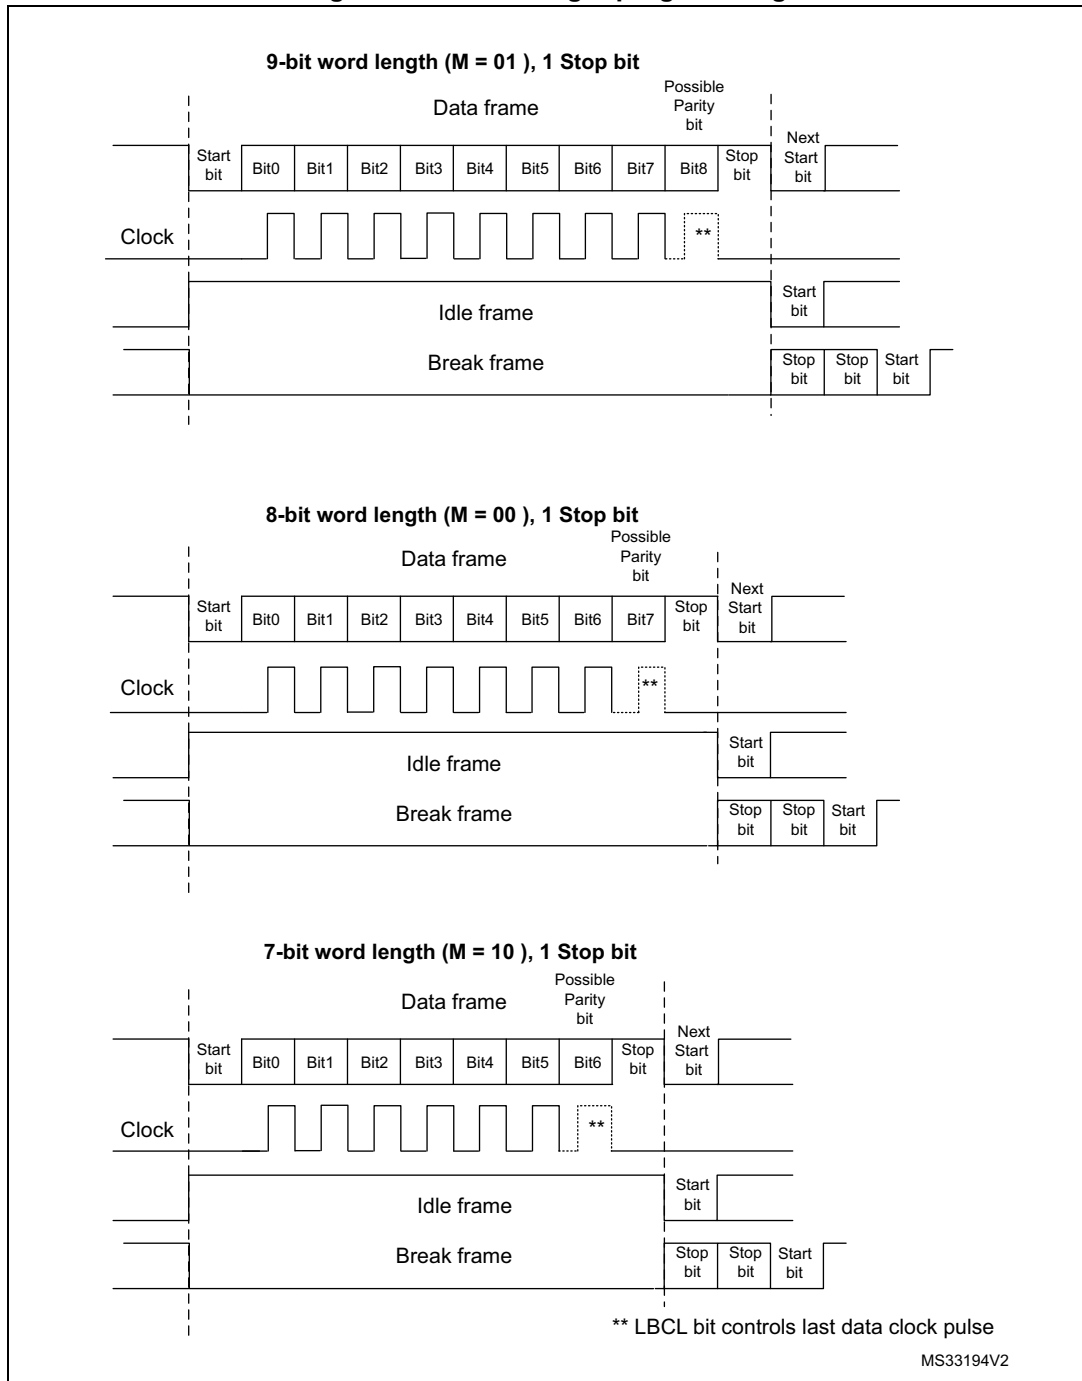 9-bit word length (M = 01 ), 1 Stop bit
Data frame
Possible
Parity
bit
Start
bit
Bit0
Bit1
Bit2
Bit3
Bit4
Bit5
Bit6
Bit7
Bit8
Stop
bit
Next
Start
bit
Clock
**
Idle frame
Start
bit
Break frame
Stop
bit
Stop
bit
Start
bit
8-bit word length (M = 00 ), 1 Stop bit
Data frame
Possible
Parity
bit
Start
bit
Bit0
Bit1
Bit2
Bit3
Bit4
Bit5
Bit6
Bit7
Stop
bit
Next
Start
bit
Clock
**
Idle frame
Start
bit
Break frame
Stop
bit
Stop
bit
Start
bit
7-bit word length (M = 10 ), 1 Stop bit
Data frame
Possible
Parity
bit
Start
bit
Bit0
Bit1
Bit2
Bit3
Bit4
Bit5
Bit6
Stop
bit
Next
Start
bit
Clock
**
Idle frame
Start
bit
Break frame
Stop
bit
Stop
bit
Start
bit
** LBCL bit controls last data clock pulse
MS33194V2